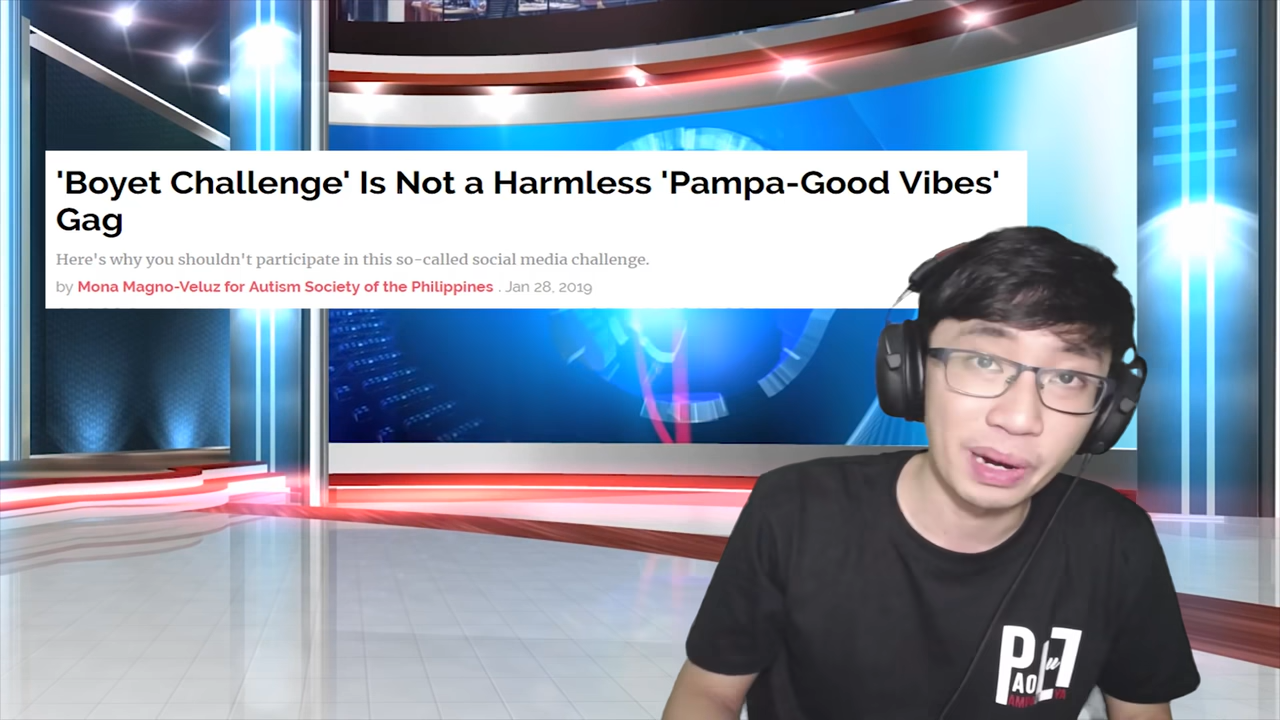 'Boyet Challenge' Is Not a Harmless 'Pampa-Good Vibes'
Gag
Here's why you shouldn't participate in this so-called social media challenge.
by Mona Magno-Veluz for Autism Society of the Philippines . Jan 28, 2019
PAO